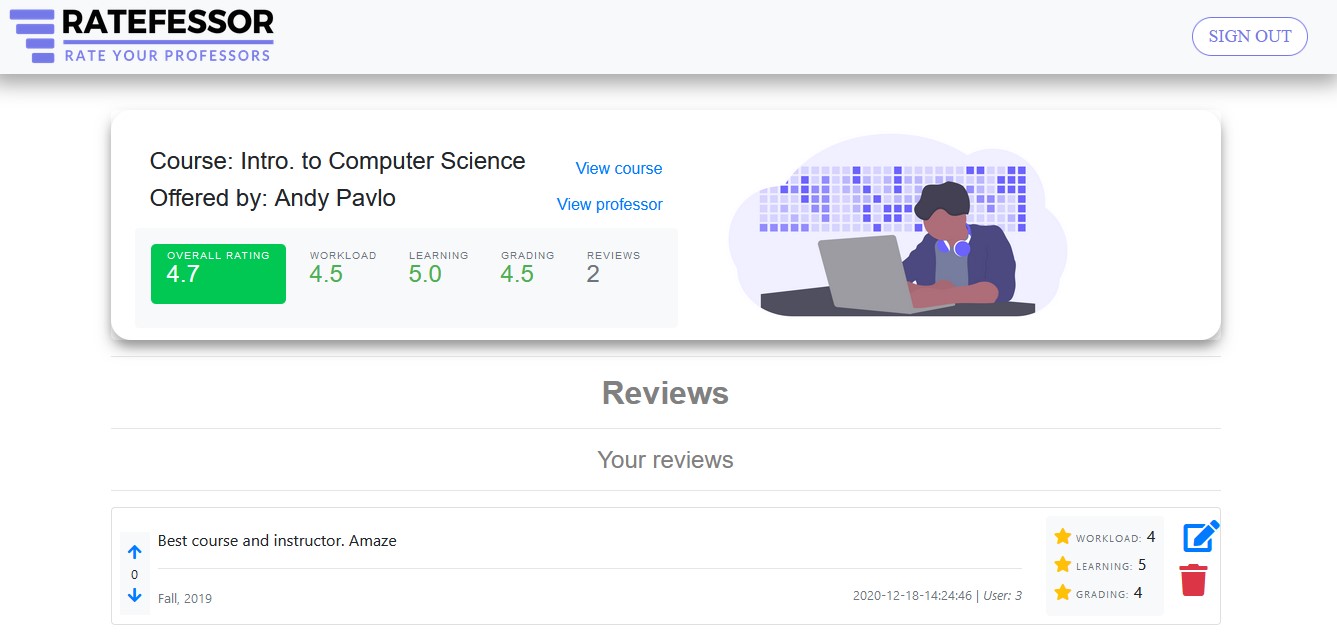 RATEFESSOR
RATE YOUR PROFESSORS
SIGN OUT
Course: Intro. to Computer Science
View course
Offered by: Andy Pavlo
View professor
OVERALL RATING
4.7
WORKLOAD
4.5
LEARNING
5.0
GRADING
4.5
REVIEWS
2
Reviews
Your reviews
0
Best course and instructor. Amaze
Fall, 2019
2020-12-18-14:24:46 | User: 3
WORKLOAD: 4
LEARNING: 5
GRADING: 4